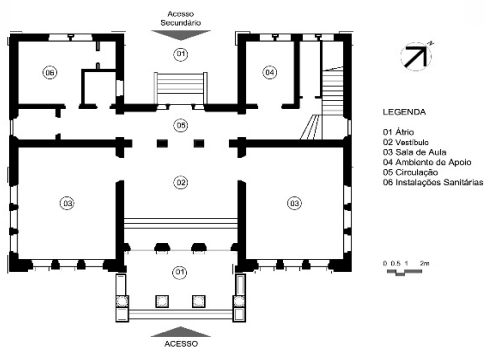 Acesso
Secundário
01
06
04
05
02
03
03
01
ACESSO
N
LEGENDA
01 Átrio
02 Vestíbulo
03 Sala de Aula
04 Ambiente de Apoio
05 Circulação
06 Instalações Sanitárias
0 0.5 1 2m